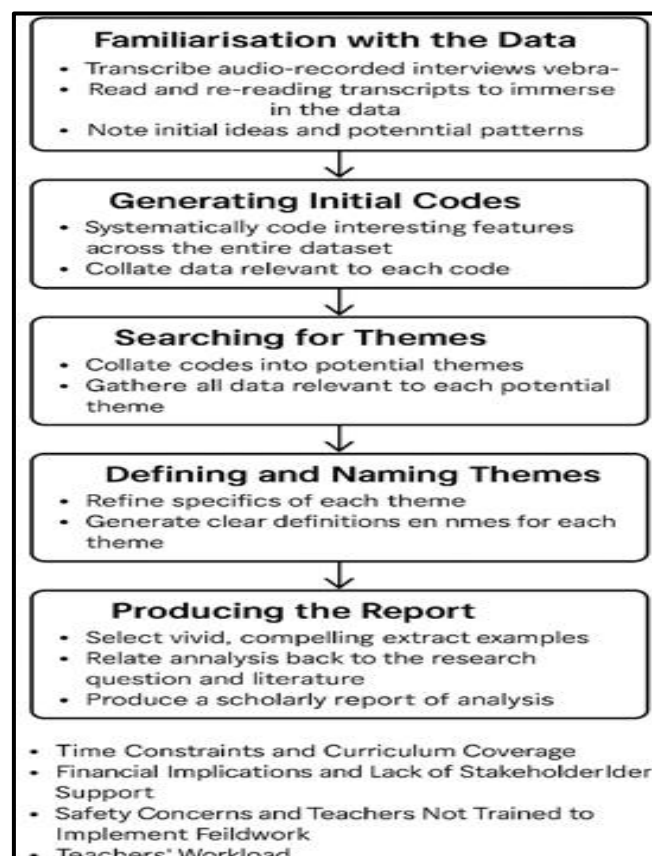 Familiarisation with the Data
• Transcribe audio-recorded interviews vebra-
• Read and re-reading transcripts to immerse
in the data
• Note initial ideas and potenntial patterns
Generating Initial Codes
• Systematically code interesting features
across the entire dataset
• Collate data relevant to each code
Searching for Themes
• Collate codes into potential themes
• Gathere all data relevant to each potential
theme
Defining and Naming Themes
• Refine specifics of each theme
• Generate clear definitions en nmes for each
theme
Producing the Report
• Select vivid, compelling extract examples
• Relate annalysis back to the research
question and literature
• Produce a scholarly report of analysis
• Time Constraints and Curriculum Coverage
• Financial Implications and Lack of Stakeholderlder
Support
• Safety Concerns and Teachers Not Trained to
Implement Feildwork
• Teachers' Workload